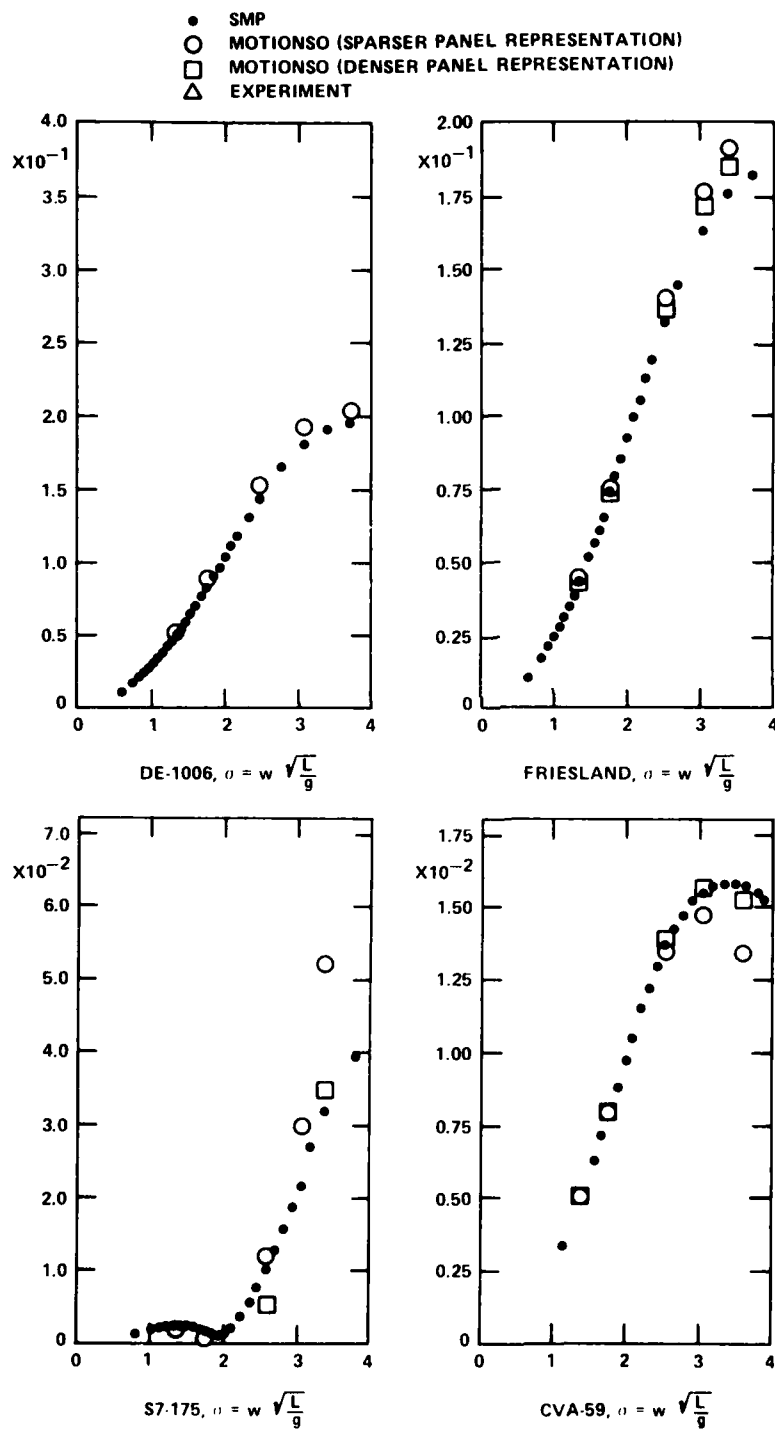 SMP
MOTIONSO (SPARSER PANEL REPRESENTATION)
MOTIONSO (DENSER PANEL REPRESENTATION)
EXPERIMENT
4.0
X10⁻¹
3.5
3.0
2.5
2.0
1.5
1.0
0.5
0
0 1 2 3 4
DE-1006, σ = w √L/g
2.00
X10⁻¹
1.75
1.50
1.25
1.00
0.75
0.50
0.25
0
0 1 2 3 4
FRIESLAND, σ = w √L/g
7.0
X10⁻²
6.0
5.0
4.0
3.0
2.0
1.0
0
0 1 2 3 4
S7-175, σ = w √L/g
1.75
X10⁻²
1.50
1.25
1.00
0.75
0.50
0.25
0
0 1 2 3 4
CVA-59, σ = w √L/g